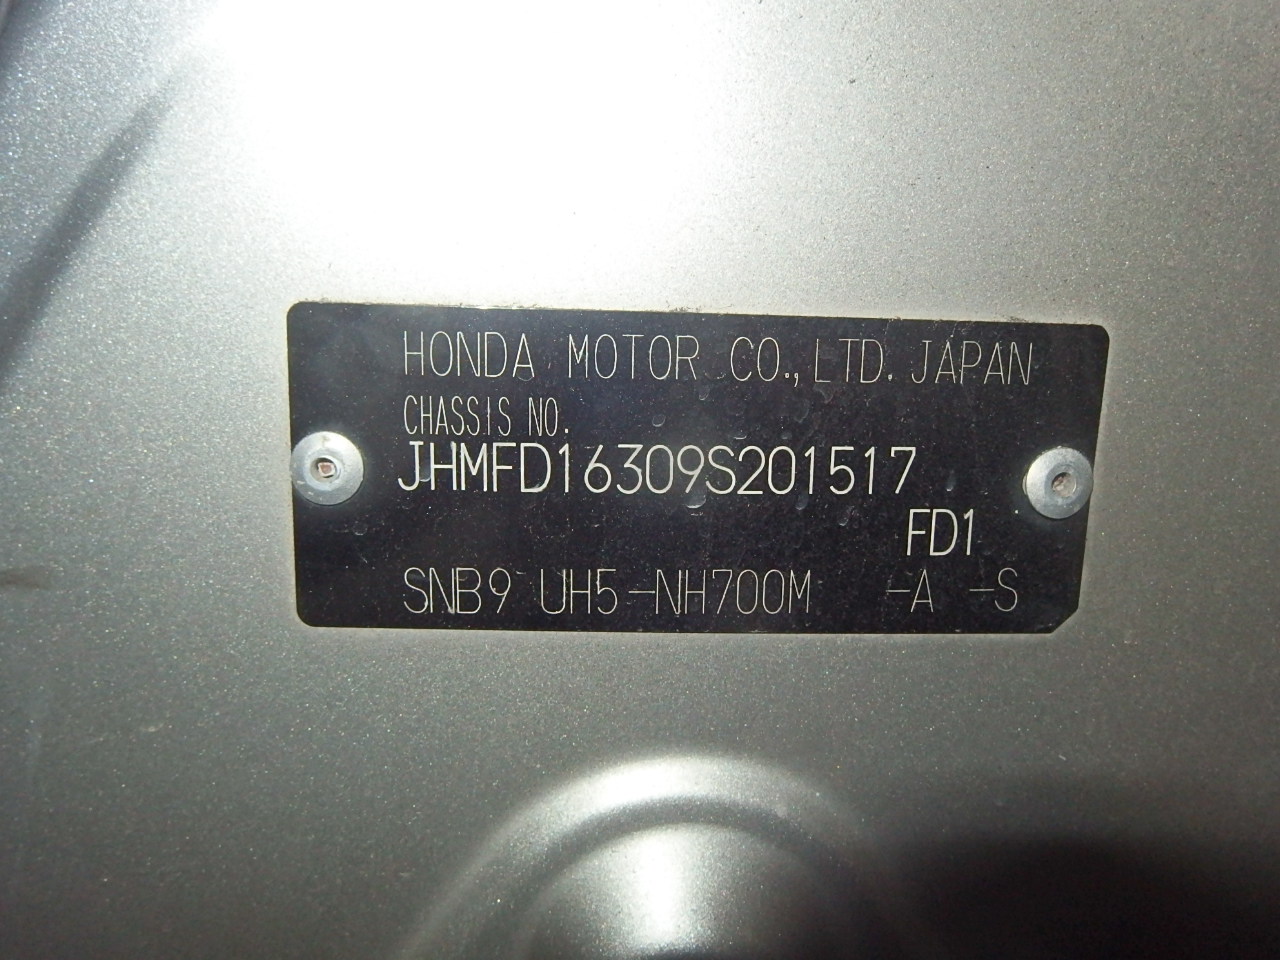 HONDA MOTOR CO.,LTD. JAPAN
CHASSIS NO.
JHMFD16309S201517
FD1
SNB9 UH5-NH700M -A -S